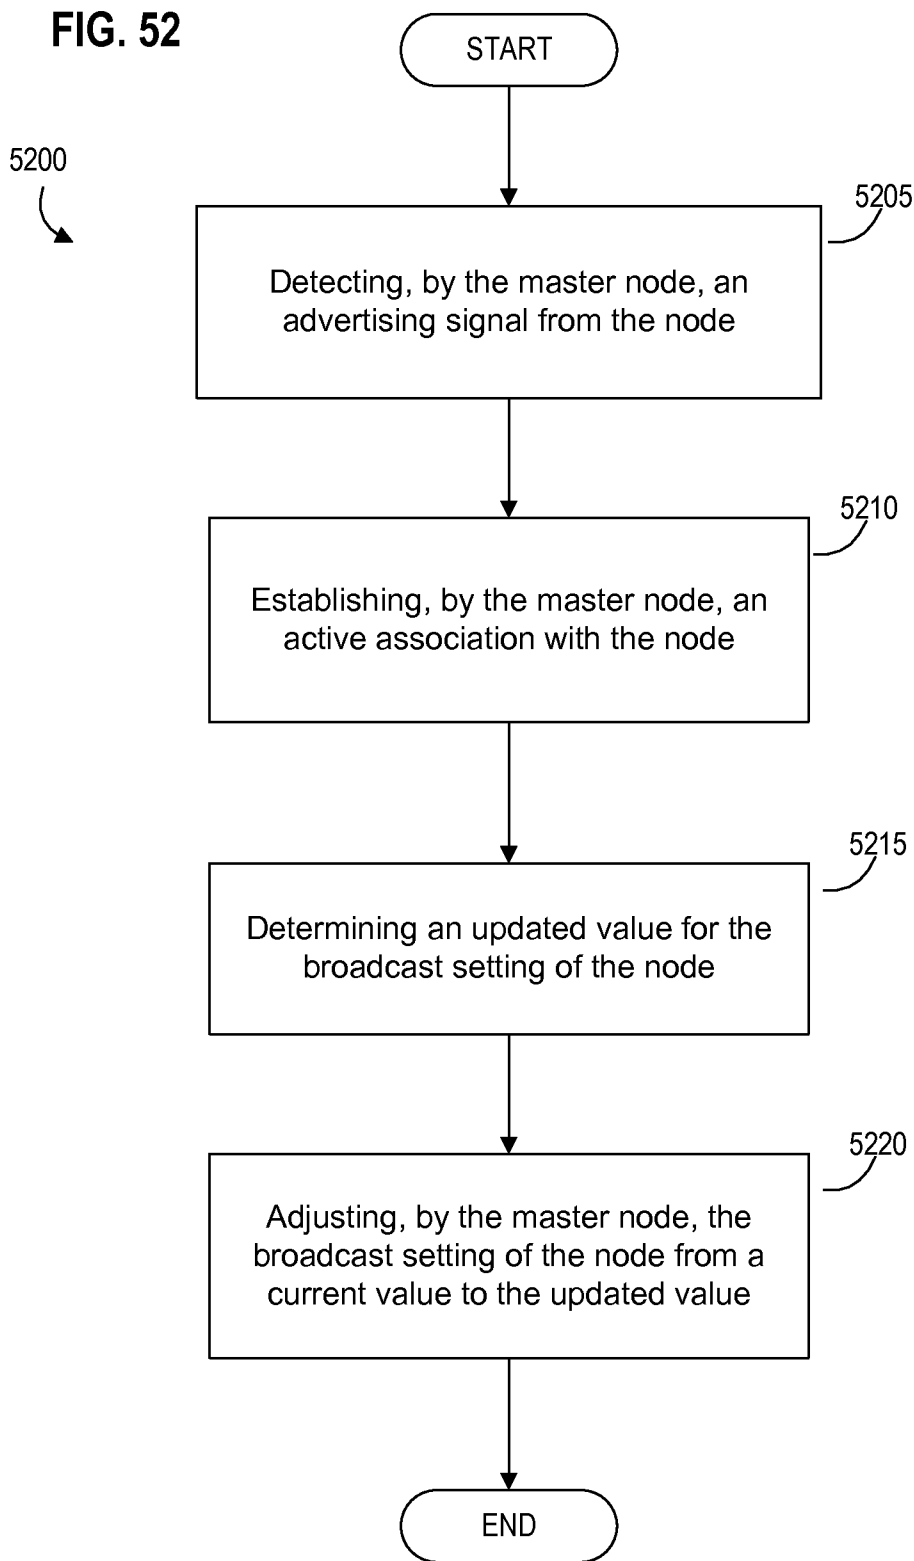 FIG. 52
START
5200
5205
Detecting, by the master node, an
advertising signal from the node
5210
Establishing, by the master node, an
active association with the node
5215
Determining an updated value for the
broadcast setting of the node
5220
Adjusting, by the master node, the
broadcast setting of the node from a
current value to the updated value
END